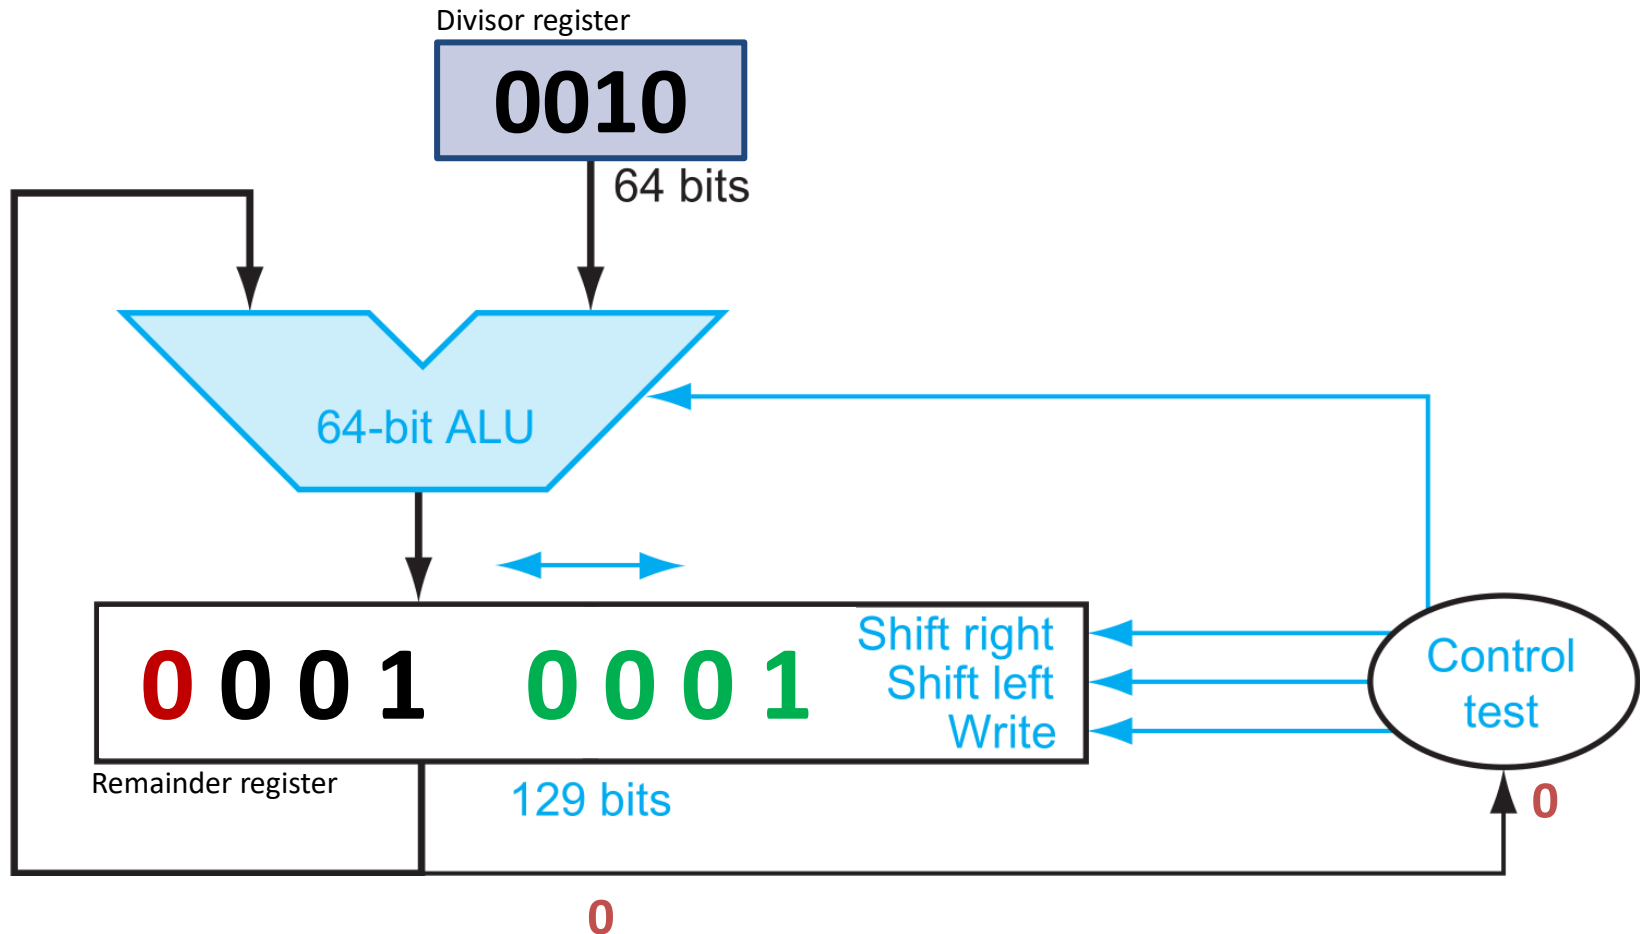 Divisor register
0010
64 bits
64-bit ALU
0 0 0 1 0 0 0 1
Shift right
Shift left
Write
Control
test
Remainder register
129 bits
0
0